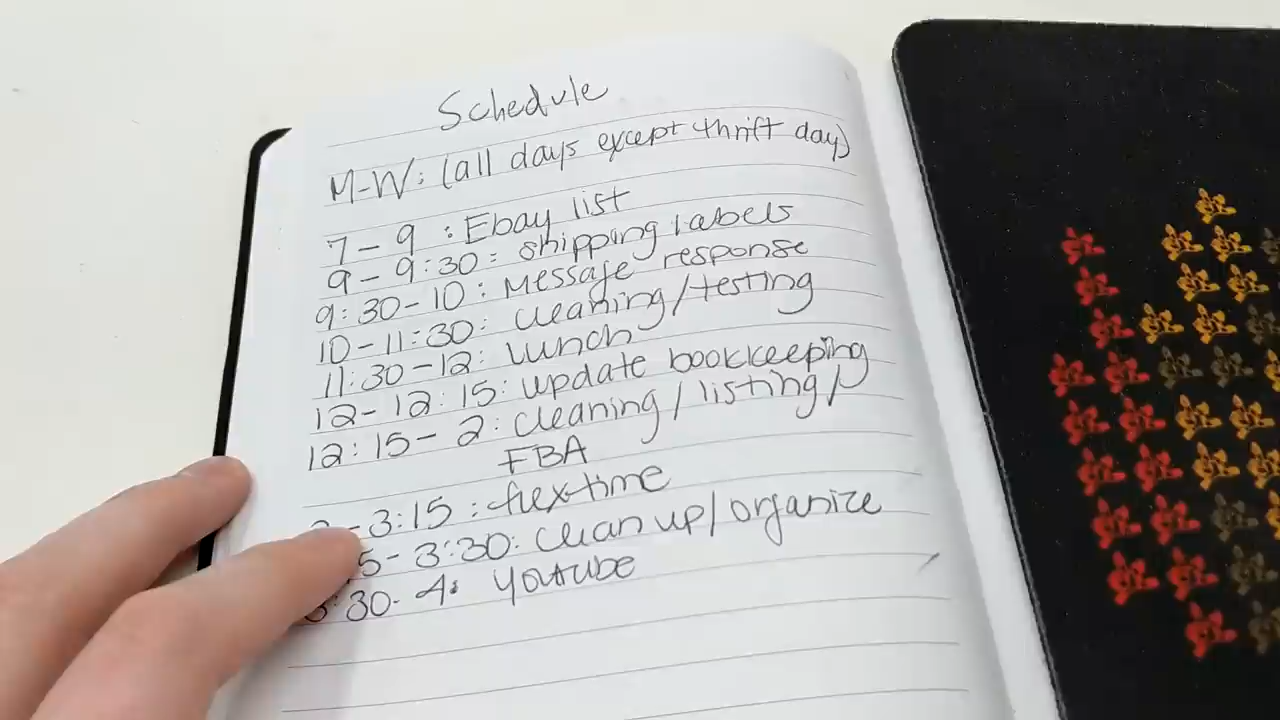 Schedule
M-W: (all days except thrift day)
7-9 : Ebay list
9-9:30: shipping labels
9:30-10: Message response
10-11:30: cleaning/testing
11:30-12: Lunch
12-12:15: update bookkeeping
12:15-2: cleaning/listing/
FBA
-3:15: flex time
5-3:30: clean up/organize
:30-4: Youtube